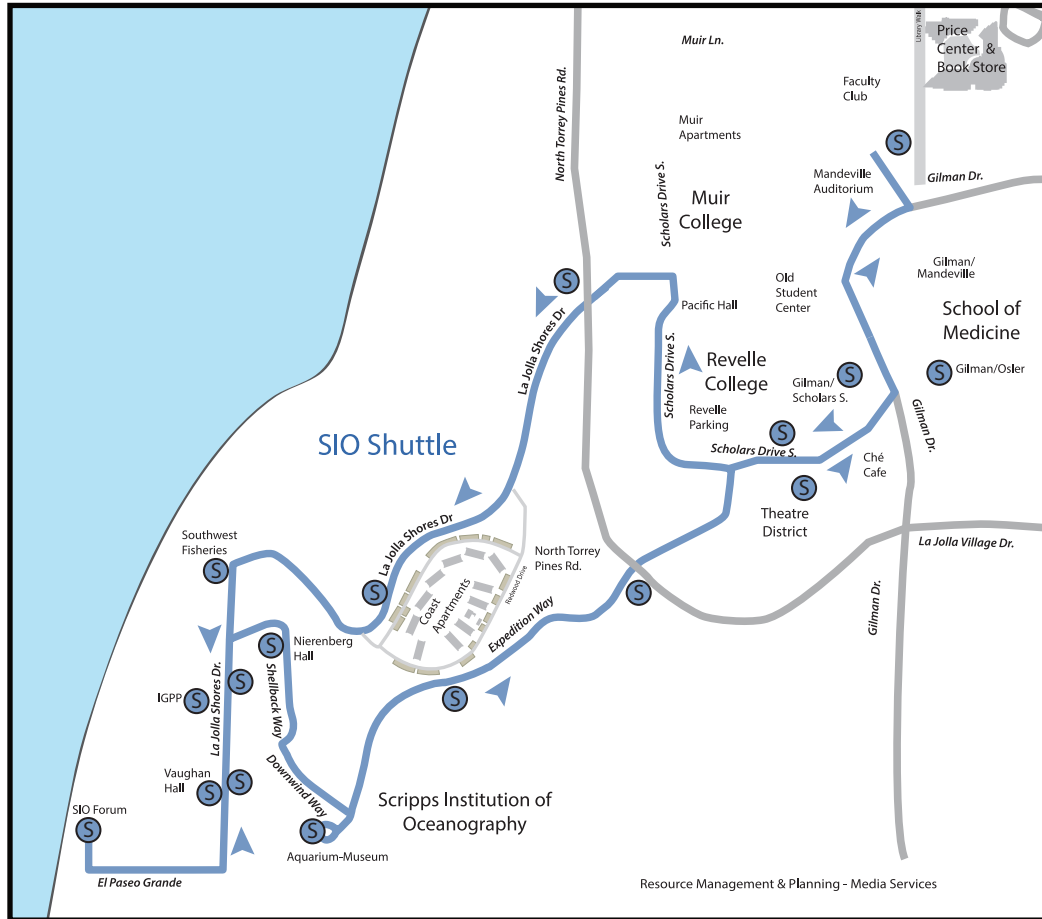 Library Walk
Price
Center &
Book Store
Muir Ln.
North Torrey Pines Rd.
Faculty
Club
Muir
Apartments
S
Mandeville
Auditorium
Gilman Dr.
Scholars Drive S.
Muir
College
Gilman/
Mandeville
S
Old
Student
Center
Pacific Hall
School of
Medicine
La Jolla Shores Dr
Scholars Drive S.
Revelle
College
S
Gilman/
Scholars S.
S
Gilman/Osler
Revelle
Parking
S
Gilman Dr.
SIO Shuttle
Scholars Drive S.
Ché
Cafe
S
Theatre
District
La Jolla Shores Dr
Southwest
Fisheries
S
North Torrey
Pines Rd.
La Jolla Village Dr.
S
Coast
Apartments
Redwood Drive
S
Gilman Dr.
Expedition Way
S
Nierenberg
Hall
Shellback Way
La Jolla Shores Dr.
IGPP
S
S
S
Vaughan
Hall
S
S
Downwind Way
Scripps Institution of
Oceanography
SIO Forum
S
S
Aquarium-Museum
El Paseo Grande
Resource Management & Planning - Media Services